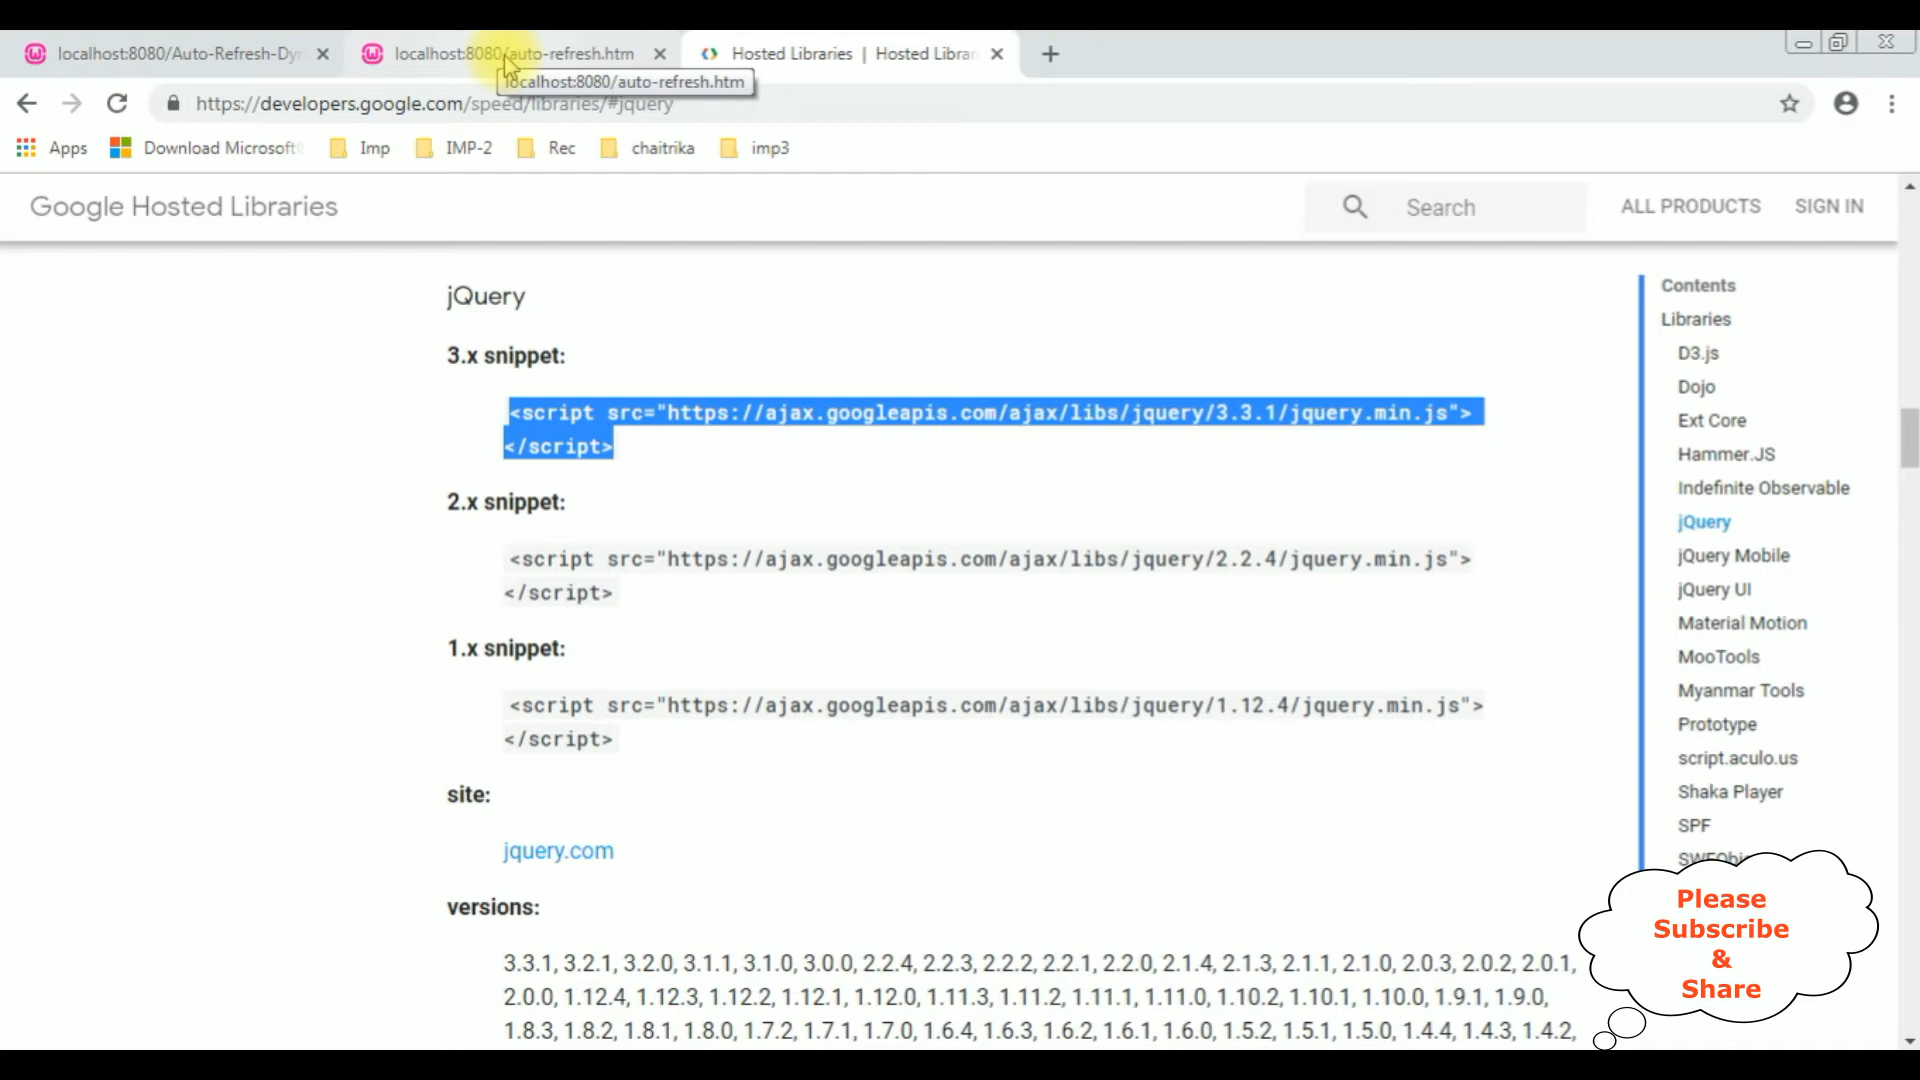 localhost:8080/Auto-Refresh-Dyn
localhost:8080/auto-refresh.htm
Hosted Libraries | Hosted Librar
localhost:8080/auto-refresh.htm
https://developers.google.com/speed/libraries/#jquery
Apps
Download Microsoft
Imp
IMP-2
Rec
chaitrika
imp3
Google Hosted Libraries
Search
ALL PRODUCTS
SIGN IN
jQuery
3.x snippet:
<script src="https://ajax.googleapis.com/ajax/libs/jquery/3.3.1/jquery.min.js">
</script>
2.x snippet:
<script src="https://ajax.googleapis.com/ajax/libs/jquery/2.2.4/jquery.min.js">
</script>
1.x snippet:
<script src="https://ajax.googleapis.com/ajax/libs/jquery/1.12.4/jquery.min.js">
</script>
site:
jquery.com
versions:
3.3.1, 3.2.1, 3.2.0, 3.1.1, 3.1.0, 3.0.0, 2.2.4, 2.2.3, 2.2.2, 2.2.1, 2.2.0, 2.1.4, 2.1.3, 2.1.1, 2.1.0, 2.0.3, 2.0.2, 2.0.1,
2.0.0, 1.12.4, 1.12.3, 1.12.2, 1.12.1, 1.12.0, 1.11.3, 1.11.2, 1.11.1, 1.11.0, 1.10.2, 1.10.1, 1.10.0, 1.9.1, 1.9.0,
1.8.3, 1.8.2, 1.8.1, 1.8.0, 1.7.2, 1.7.1, 1.7.0, 1.6.4, 1.6.3, 1.6.2, 1.6.1, 1.6.0, 1.5.2, 1.5.1, 1.5.0, 1.4.4, 1.4.3, 1.4.2,
Contents
Libraries
D3.js
Dojo
Ext Core
Hammer.JS
Indefinite Observable
jQuery
jQuery Mobile
jQuery UI
Material Motion
MooTools
Myanmar Tools
Prototype
script.aculo.us
Shaka Player
SPF
Please
Subscribe
&
Share